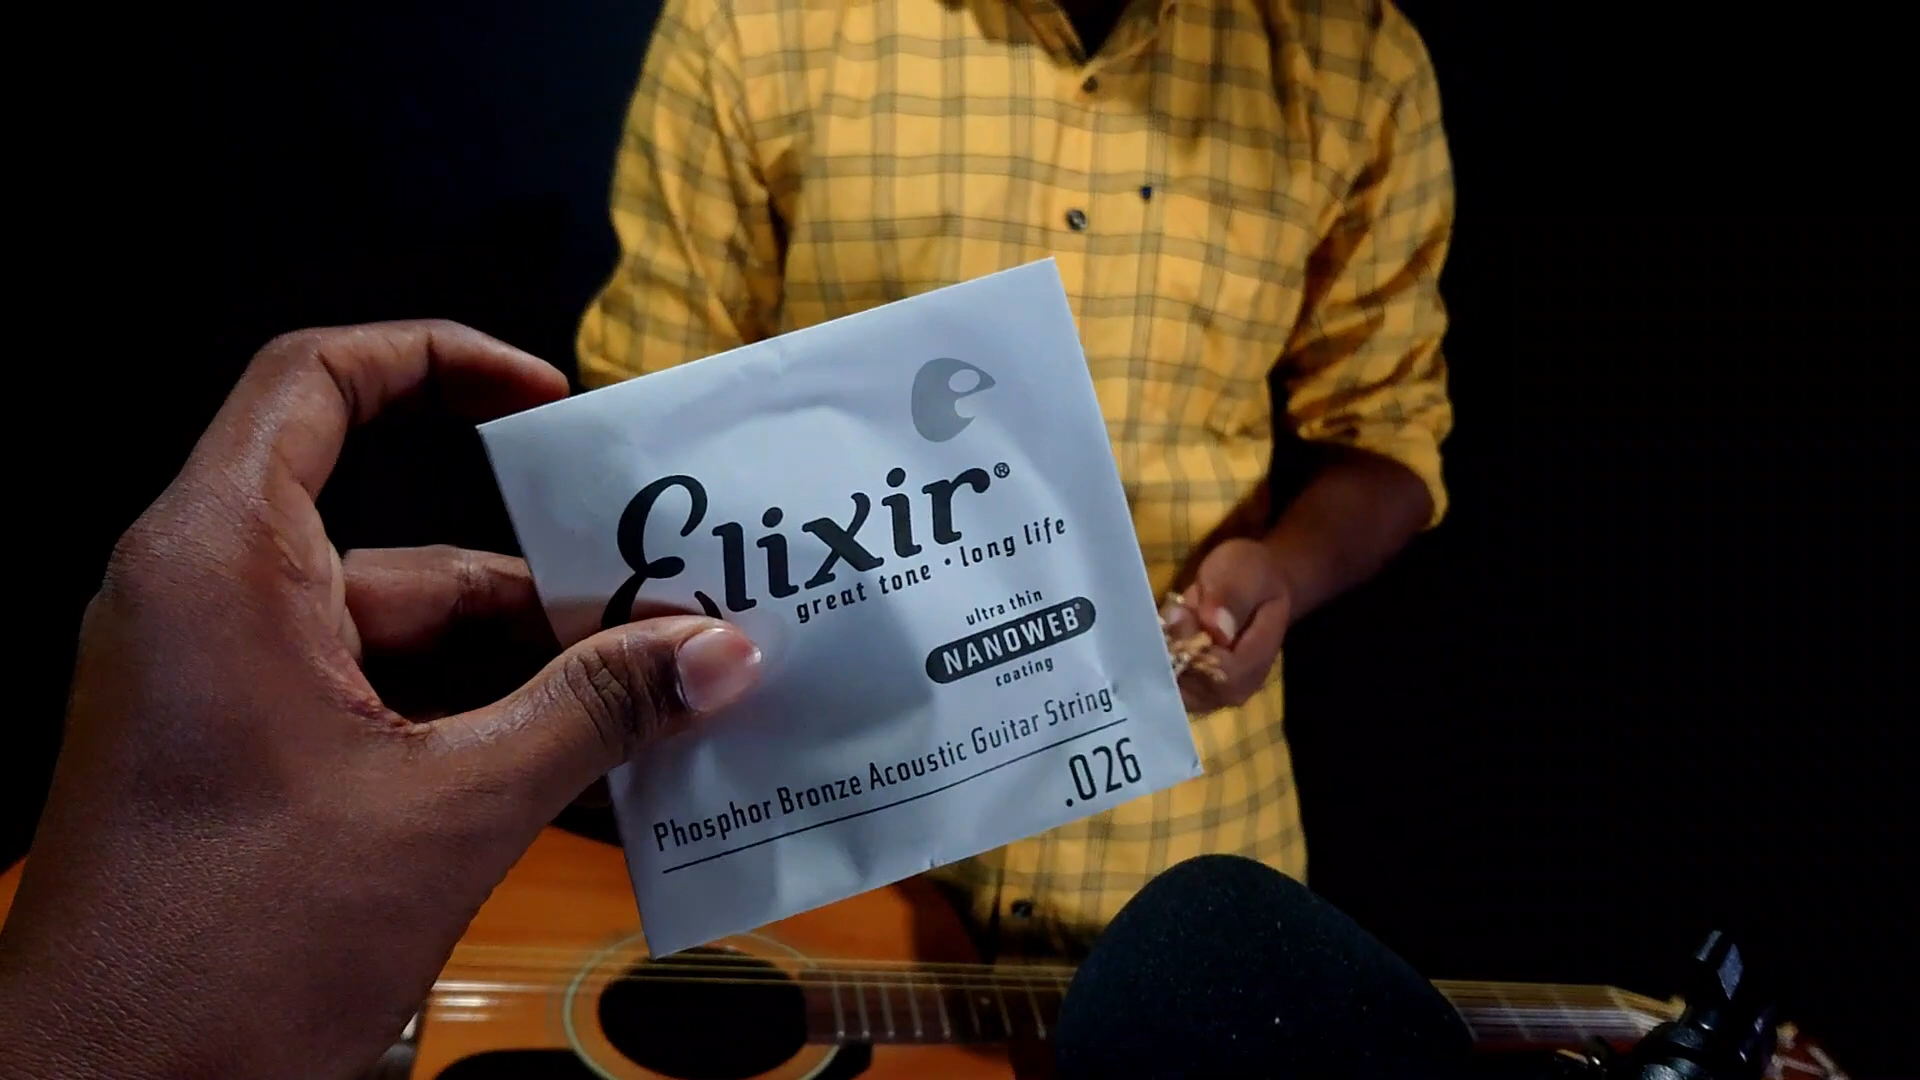 Elixir®
great tone • long life
ultra thin
NANOWEB®
coating
Phosphor Bronze Acoustic Guitar String
.026